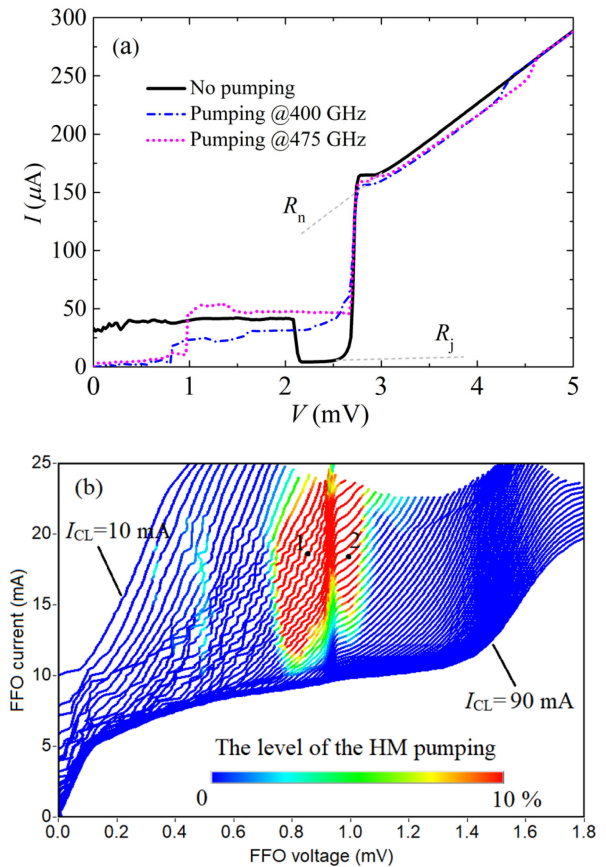 (a)
No pumping
Pumping @400 GHz
Pumping @475 GHz
300
250
200
150
100
50
0
I (μA)
Rn
Rj
0 1 2 3 4 5
V (mV)
(b)
25
20
15
10
5
0
FFO current (mA)
ICL=10 mA
1 2
ICL=90 mA
The level of the HM pumping
0 10 %
0.0 0.2 0.4 0.6 0.8 1.0 1.2 1.4 1.6 1.8
FFO voltage (mV)